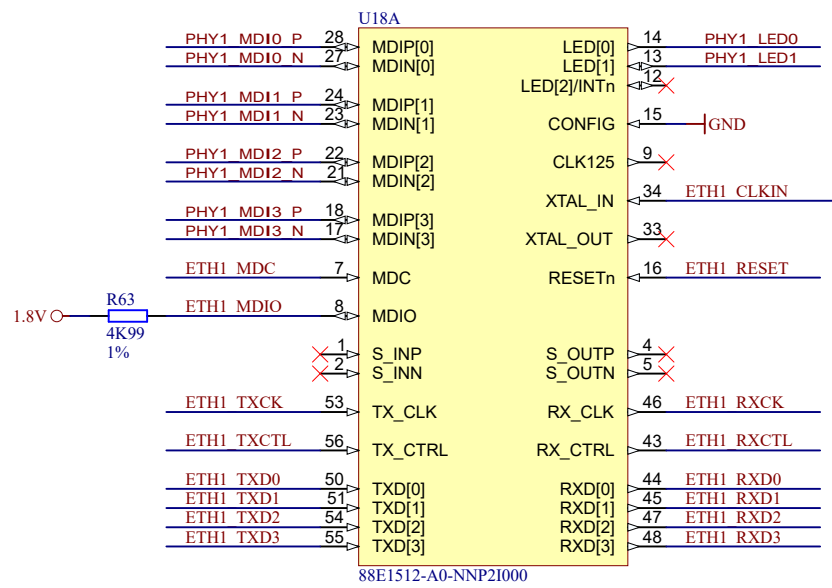 U18A
PHY1_MDI0_P 28 MDIP[0] LED[0] 14 PHY1_LED0
PHY1_MDI0_N 27 MDIN[0] LED[1] 13 PHY1_LED1
LED[2]/INTn 12
PHY1_MDI1_P 24 MDIP[1]
PHY1_MDI1_N 23 MDIN[1] CONFIG 15 GND
PHY1_MDI2_P 22 MDIP[2] CLK125 9
PHY1_MDI2_N 21 MDIN[2]
XTAL_IN 34 ETH1_CLKIN
PHY1_MDI3_P 18 MDIP[3]
PHY1_MDI3_N 17 MDIN[3] XTAL_OUT 33
ETH1_MDC 7 MDC RESETn 16 ETH1_RESET
R63
1.8V ETH1_MDIO 8 MDIO
4K99
1%
1 S_INP S_OUTP 4
2 S_INN S_OUTN 5
ETH1_TXCK 53 TX_CLK RX_CLK 46 ETH1_RXCK
ETH1_TXCTL 56 TX_CTRL RX_CTRL 43 ETH1_RXCTL
ETH1_TXD0 50 TXD[0] RXD[0] 44 ETH1_RXD0
ETH1_TXD1 51 TXD[1] RXD[1] 45 ETH1_RXD1
ETH1_TXD2 54 TXD[2] RXD[2] 47 ETH1_RXD2
ETH1_TXD3 55 TXD[3] RXD[3] 48 ETH1_RXD3
88E1512-A0-NNP2I000